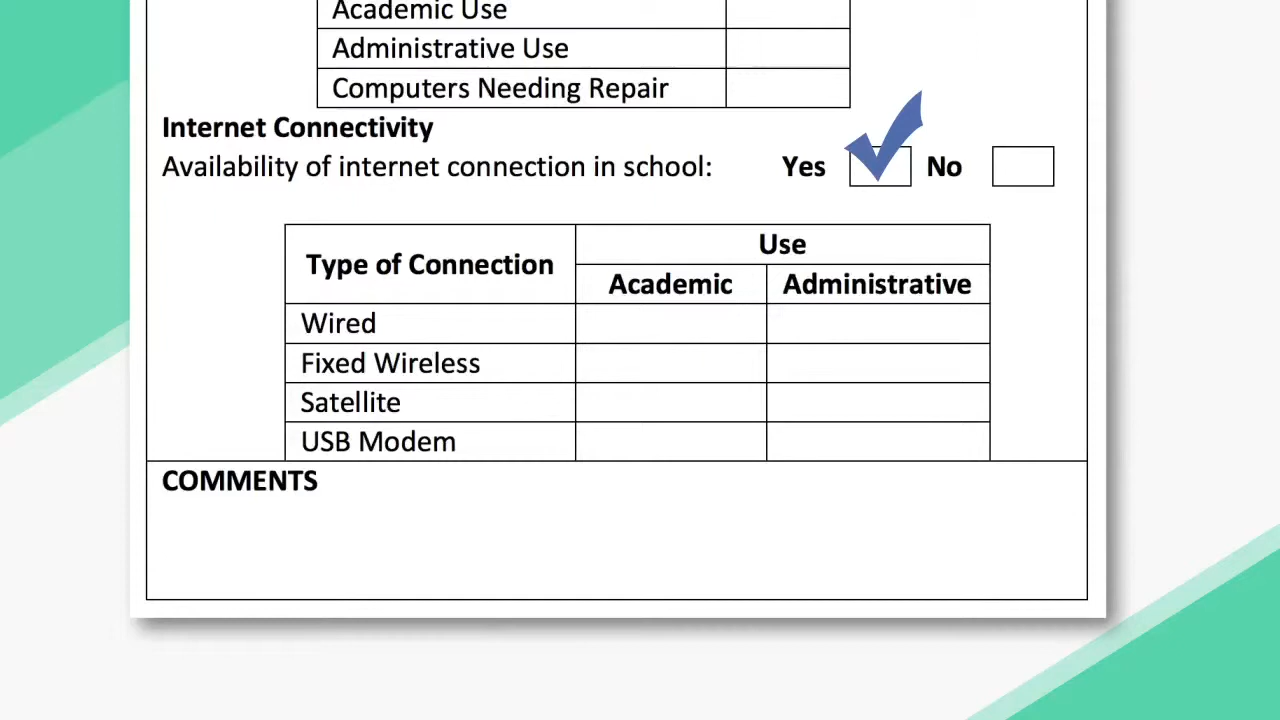 Academic Use
Administrative Use
Computers Needing Repair
Internet Connectivity
Availability of internet connection in school: Yes No
Type of Connection Use
Academic Administrative
Wired
Fixed Wireless
Satellite
USB Modem
COMMENTS